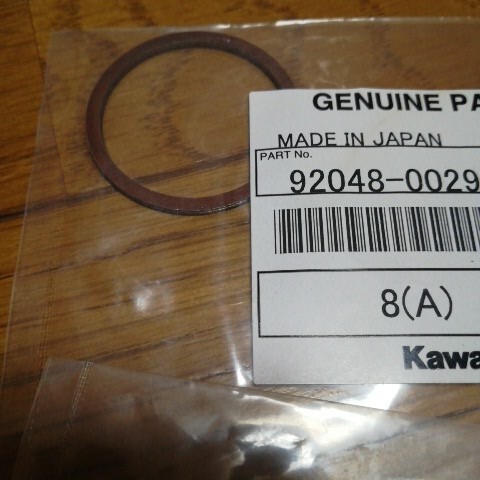 GENUINE PA
MADE IN JAPAN
PART No.
92048-0029
8(A)
Kawa